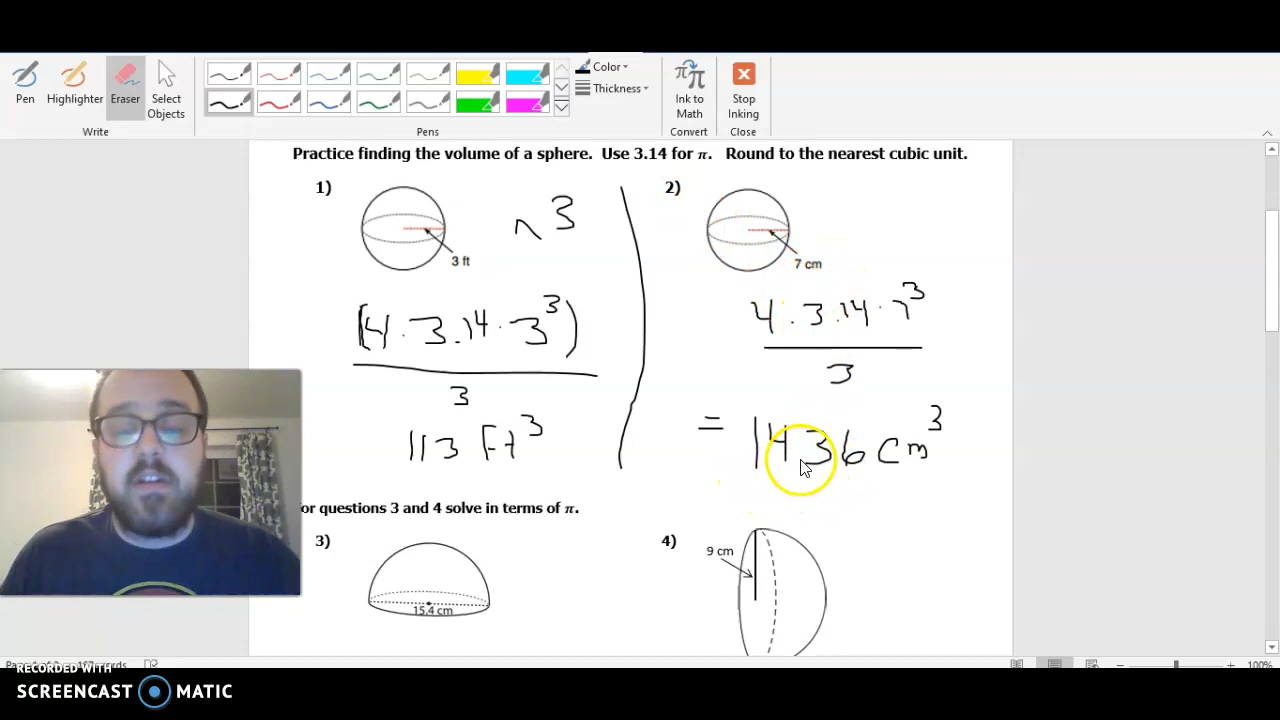 Pen
Highlighter
Eraser
Select Objects
Color
Thickness
Ink to Math
Stop Inking
Write
Pens
Convert
Close
Practice finding the volume of a sphere. Use 3.14 for π. Round to the nearest cubic unit.
1)
3 ft
r3
(4 · 3.14 · 3³)
3
113 Ft³
2)
7 cm
4 · 3.14 · 7³
3
= 1436 cm³
or questions 3 and 4 solve in terms of π.
3)
15.4 cm
4)
9 cm
words
100%
RECORDED WITH
SCREENCAST MATIC